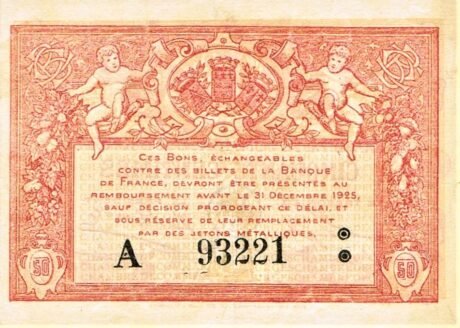 CES BONS, ÉCHANGEABLES
CONTRE DES BILLETS DE LA BANQUE
DE FRANCE, DEVRONT ÊTRE PRÉSENTÉS AU
REMBOURSEMENT AVANT LE 31 DÉCEMBRE 1925,
SAUF DÉCISION PROROGEANT CE DÉLAI, ET
SOUS RÉSERVE DE LEUR REMPLACEMENT
PAR DES JETONS MÉTALLIQUES.
A 93221
50 50